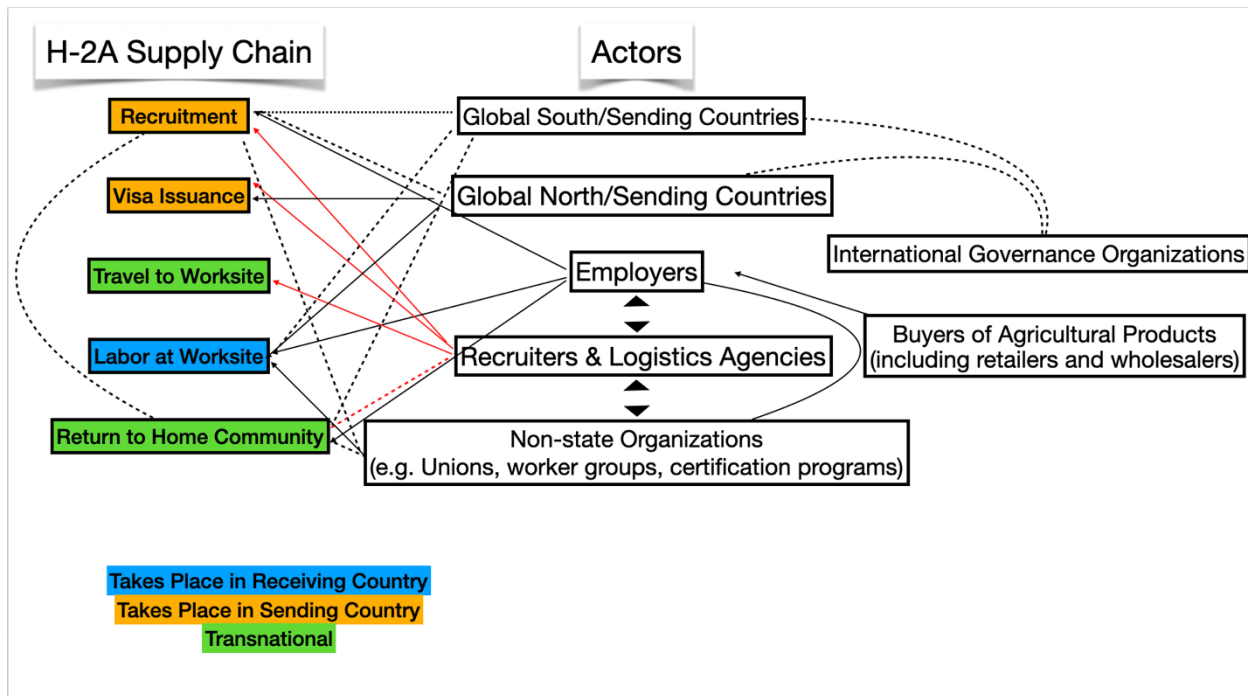 H-2A Supply Chain
Actors
Recruitment
Global South/Sending Countries
Visa Issuance
Global North/Sending Countries
International Governance Organizations
Travel to Worksite
Employers
Buyers of Agricultural Products
(including retailers and wholesalers)
Labor at Worksite
Recruiters & Logistics Agencies
Return to Home Community
Non-state Organizations
(e.g. Unions, worker groups, certification programs)
Takes Place in Receiving Country
Takes Place in Sending Country
Transnational